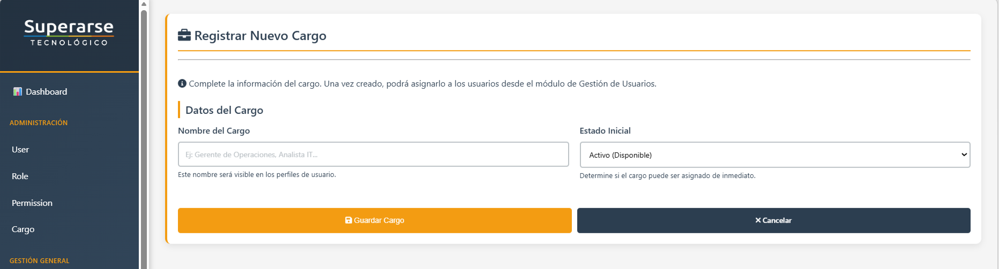 Superarse
TECNOLÓGICO
Dashboard
ADMINISTRACIÓN
User
Role
Permission
Cargo
GESTIÓN GENERAL
Registrar Nuevo Cargo
Complete la información del cargo. Una vez creado, podrá asignarlo a los usuarios desde el módulo de Gestión de Usuarios.
Datos del Cargo
Nombre del Cargo
Ej: Gerente de Operaciones, Analista IT...
Este nombre será visible en los perfiles de usuario.
Estado Inicial
Activo (Disponible)
Determine si el cargo puede ser asignado de inmediato.
Guardar Cargo
Cancelar